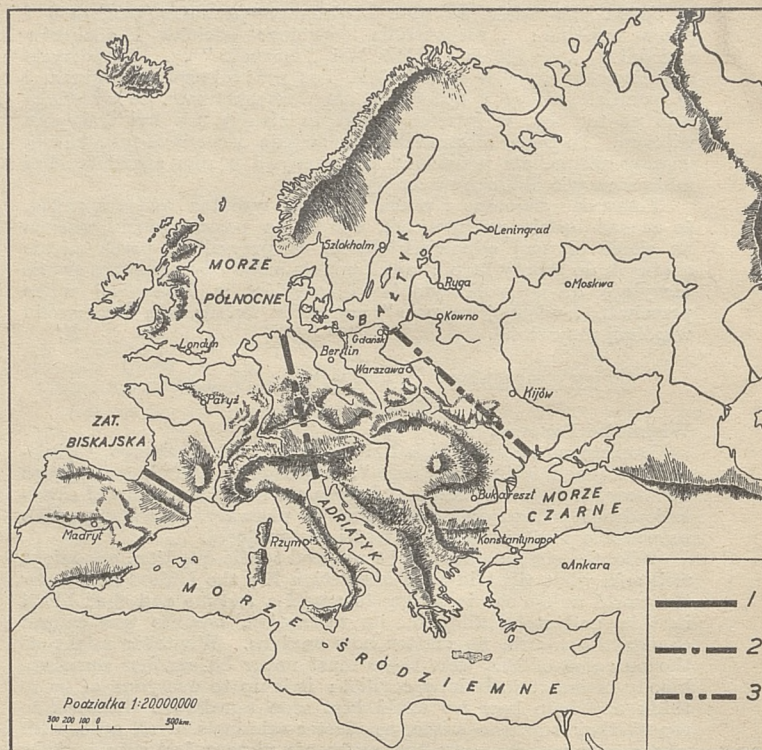 MORZE
PÓŁNOCNE
Szlokholm
BAŁTYK
Leningrad
Ryga
Moskwa
Kowno
Gdańsk
Londyn
Berlin
Warszawa
Kijów
Paryż
ZAT.
BISKAJSKA
Madryt
Rzym
ADRIATYK
Bukareszt
MORZE
CZARNE
Konstantynopol
Ankara
MORZE ŚRÓDZIEMNE
1
2
3
Podziałka 1:20000000
300 200 100 0 500 km.